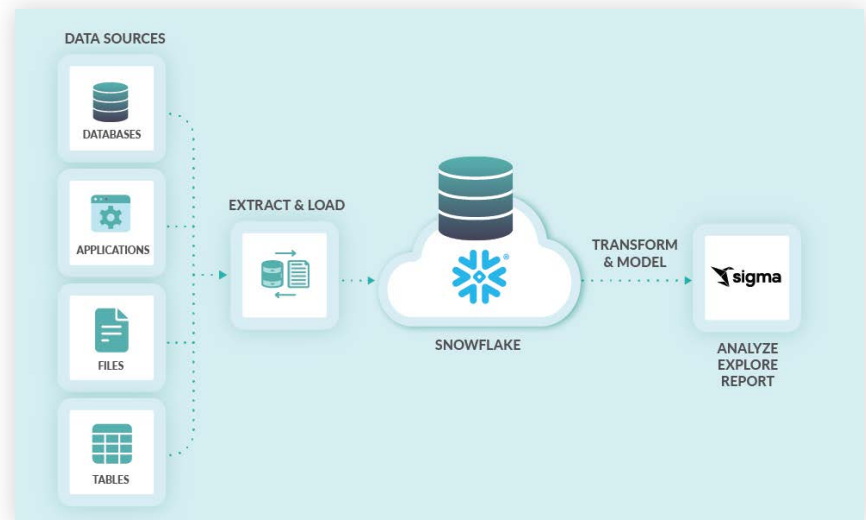 DATA SOURCES
DATABASES
APPLICATIONS
FILES
TABLES
EXTRACT & LOAD
®
SNOWFLAKE
TRANSFORM
& MODEL
sigma
ANALYZE
EXPLORE
REPORT